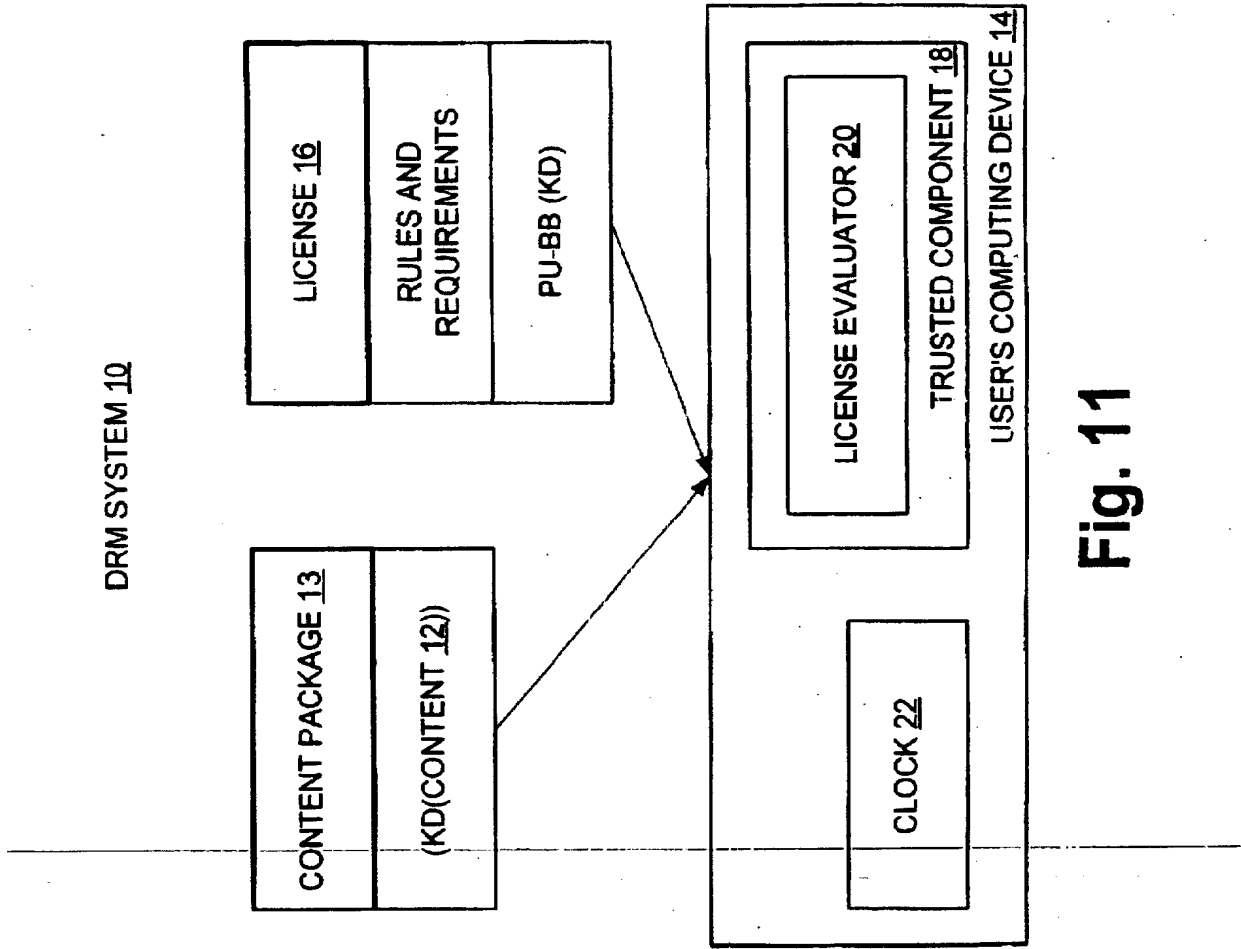 DRM SYSTEM 10
CONTENT PACKAGE 13
(KD(CONTENT 12))
LICENSE 16
RULES AND
REQUIREMENTS
PU-BB (KD)
CLOCK 22
LICENSE EVALUATOR 20
TRUSTED COMPONENT 18
USER'S COMPUTING DEVICE 14
Fig. 11